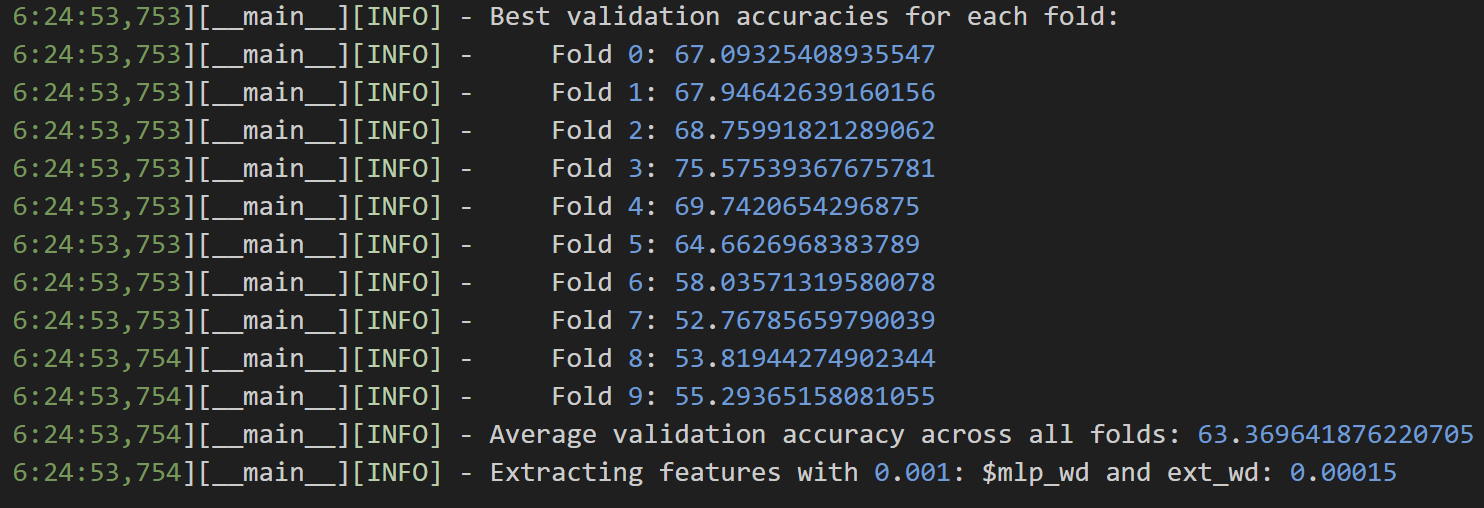 6:24:53,753][__main__][INFO] - Best validation accuracies for each fold:
6:24:53,753][__main__][INFO] -     Fold 0: 67.09325408935547
6:24:53,753][__main__][INFO] -     Fold 1: 67.94642639160156
6:24:53,753][__main__][INFO] -     Fold 2: 68.75991821289062
6:24:53,753][__main__][INFO] -     Fold 3: 75.57539367675781
6:24:53,753][__main__][INFO] -     Fold 4: 69.7420654296875
6:24:53,753][__main__][INFO] -     Fold 5: 64.6626968383789
6:24:53,753][__main__][INFO] -     Fold 6: 58.03571319580078
6:24:53,753][__main__][INFO] -     Fold 7: 52.76785659790039
6:24:53,754][__main__][INFO] -     Fold 8: 53.81944274902344
6:24:53,754][__main__][INFO] -     Fold 9: 55.29365158081055
6:24:53,754][__main__][INFO] - Average validation accuracy across all folds: 63.369641876220705
6:24:53,754][__main__][INFO] - Extracting features with 0.001: $mlp_wd and ext_wd: 0.00015